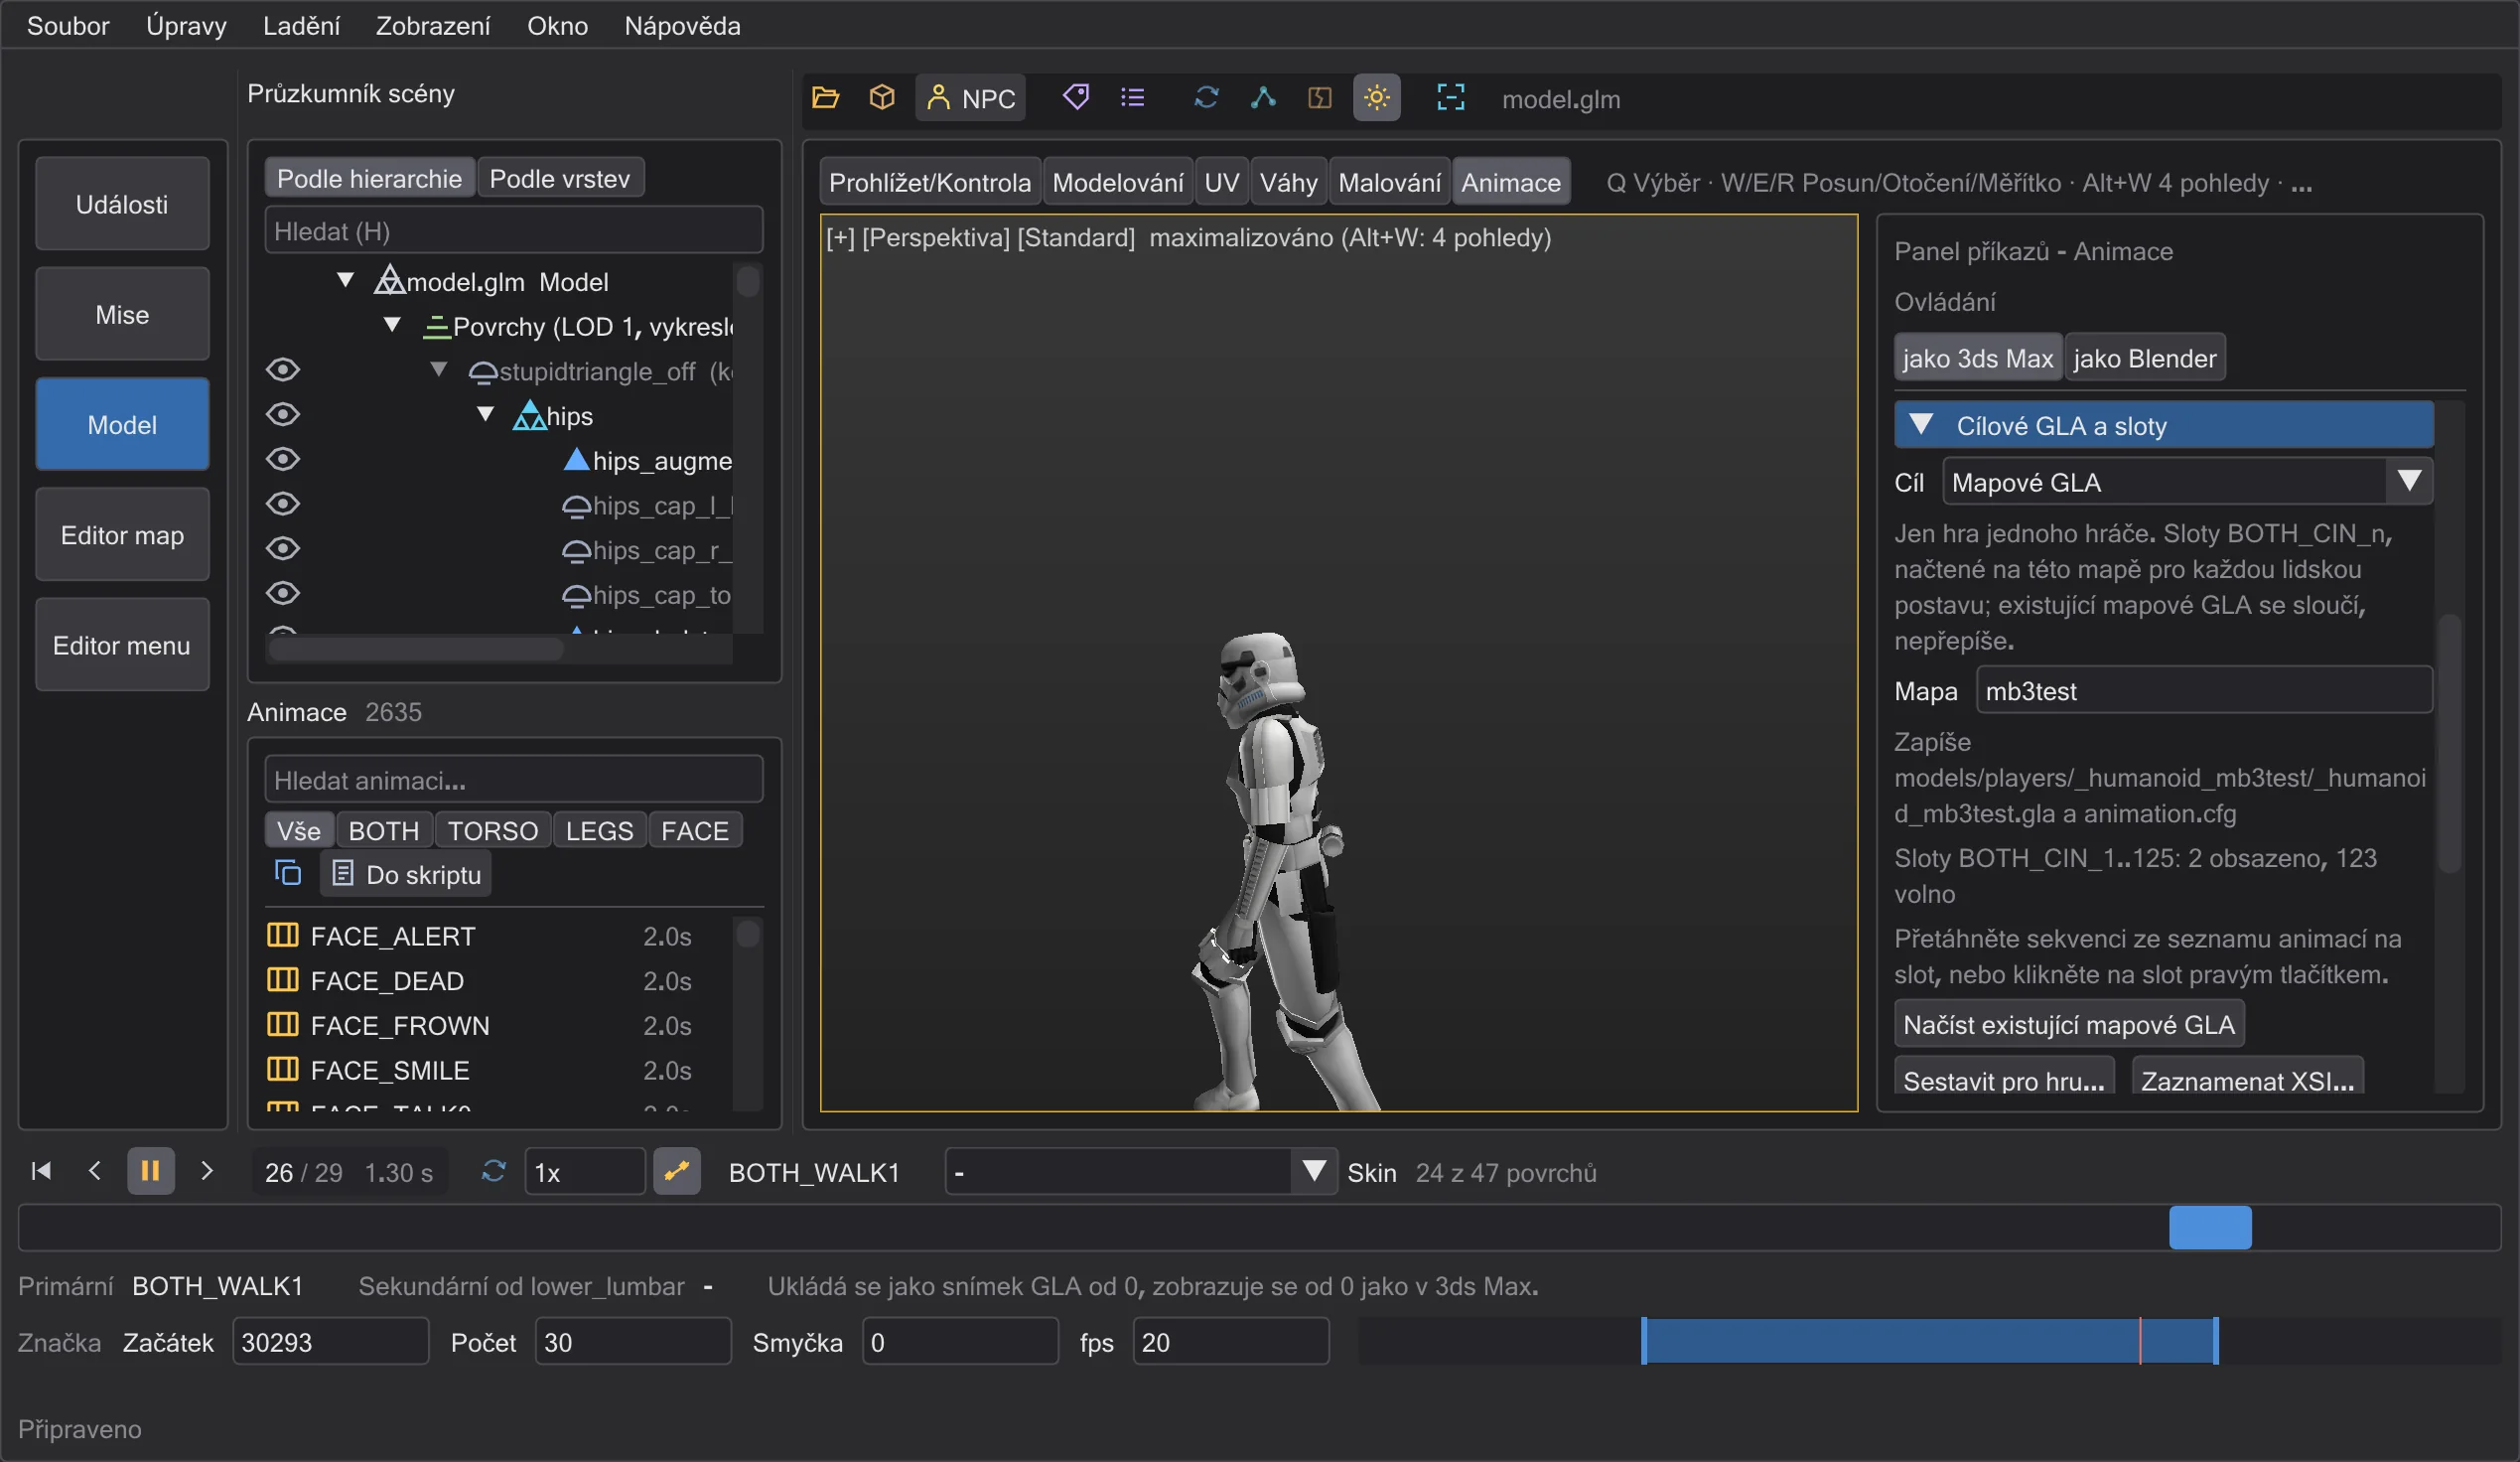 Soubor Úpravy Ladění Zobrazení Okno Nápověda
Průzkumník scény
NPC model.glm
Události
Mise
Model
Editor map
Editor menu
Podle hierarchie Podle vrstev
Hledat (H)
model.glm Model
Povrchy (LOD 1, vykresle
stupidtriangle_off (k
hips
hips_augme
hips_cap_l_
hips_cap_r_
hips_cap_to
Animace 2635
Hledat animaci...
Vše BOTH TORSO LEGS FACE
Do skriptu
FACE_ALERT 2.0s
FACE_DEAD 2.0s
FACE_FROWN 2.0s
FACE_SMILE 2.0s
Prohlížet/Kontrola Modelování UV Váhy Malování Animace Q Výběr · W/E/R Posun/Otočení/Měřítko · Alt+W 4 pohledy · ...
[+] [Perspektiva] [Standard] maximalizováno (Alt+W: 4 pohledy)
Panel příkazů - Animace
Ovládání
jako 3ds Max jako Blender
Cílové GLA a sloty
Cíl Mapové GLA
Jen hra jednoho hráče. Sloty BOTH_CIN_n,
načtené na této mapě pro každou lidskou
postavu; existující mapové GLA se sloučí,
nepřepíše.
Mapa mb3test
Zapíše
models/players/_humanoid_mb3test/_humanoi
d_mb3test.gla a animation.cfg
Sloty BOTH_CIN_1..125: 2 obsazeno, 123
volno
Přetáhněte sekvenci ze seznamu animací na
slot, nebo klikněte na slot pravým tlačítkem.
Načíst existující mapové GLA
Sestavit pro hru... Zaznamenat XSI...
26 / 29 1.30 s 1x BOTH_WALK1 - Skin 24 z 47 povrchů
Primární BOTH_WALK1 Sekundární od lower_lumbar - Ukládá se jako snímek GLA od 0, zobrazuje se od 0 jako v 3ds Max.
Značka Začátek 30293 Počet 30 Smyčka 0 fps 20
Připraveno